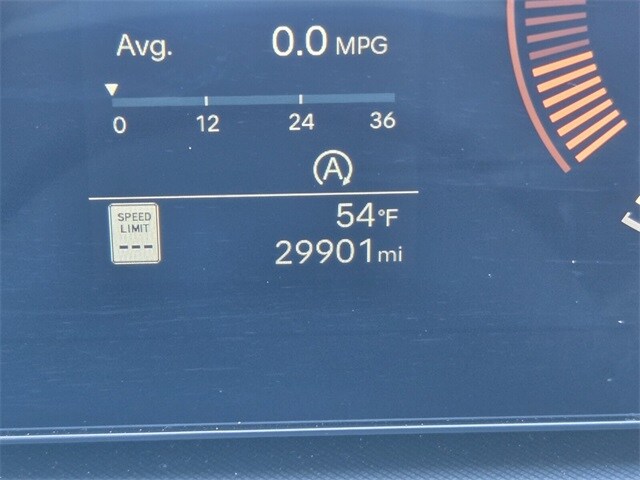 Avg. 0.0 MPG
0 12 24 36
A
SPEED
LIMIT
---
54°F
29901mi